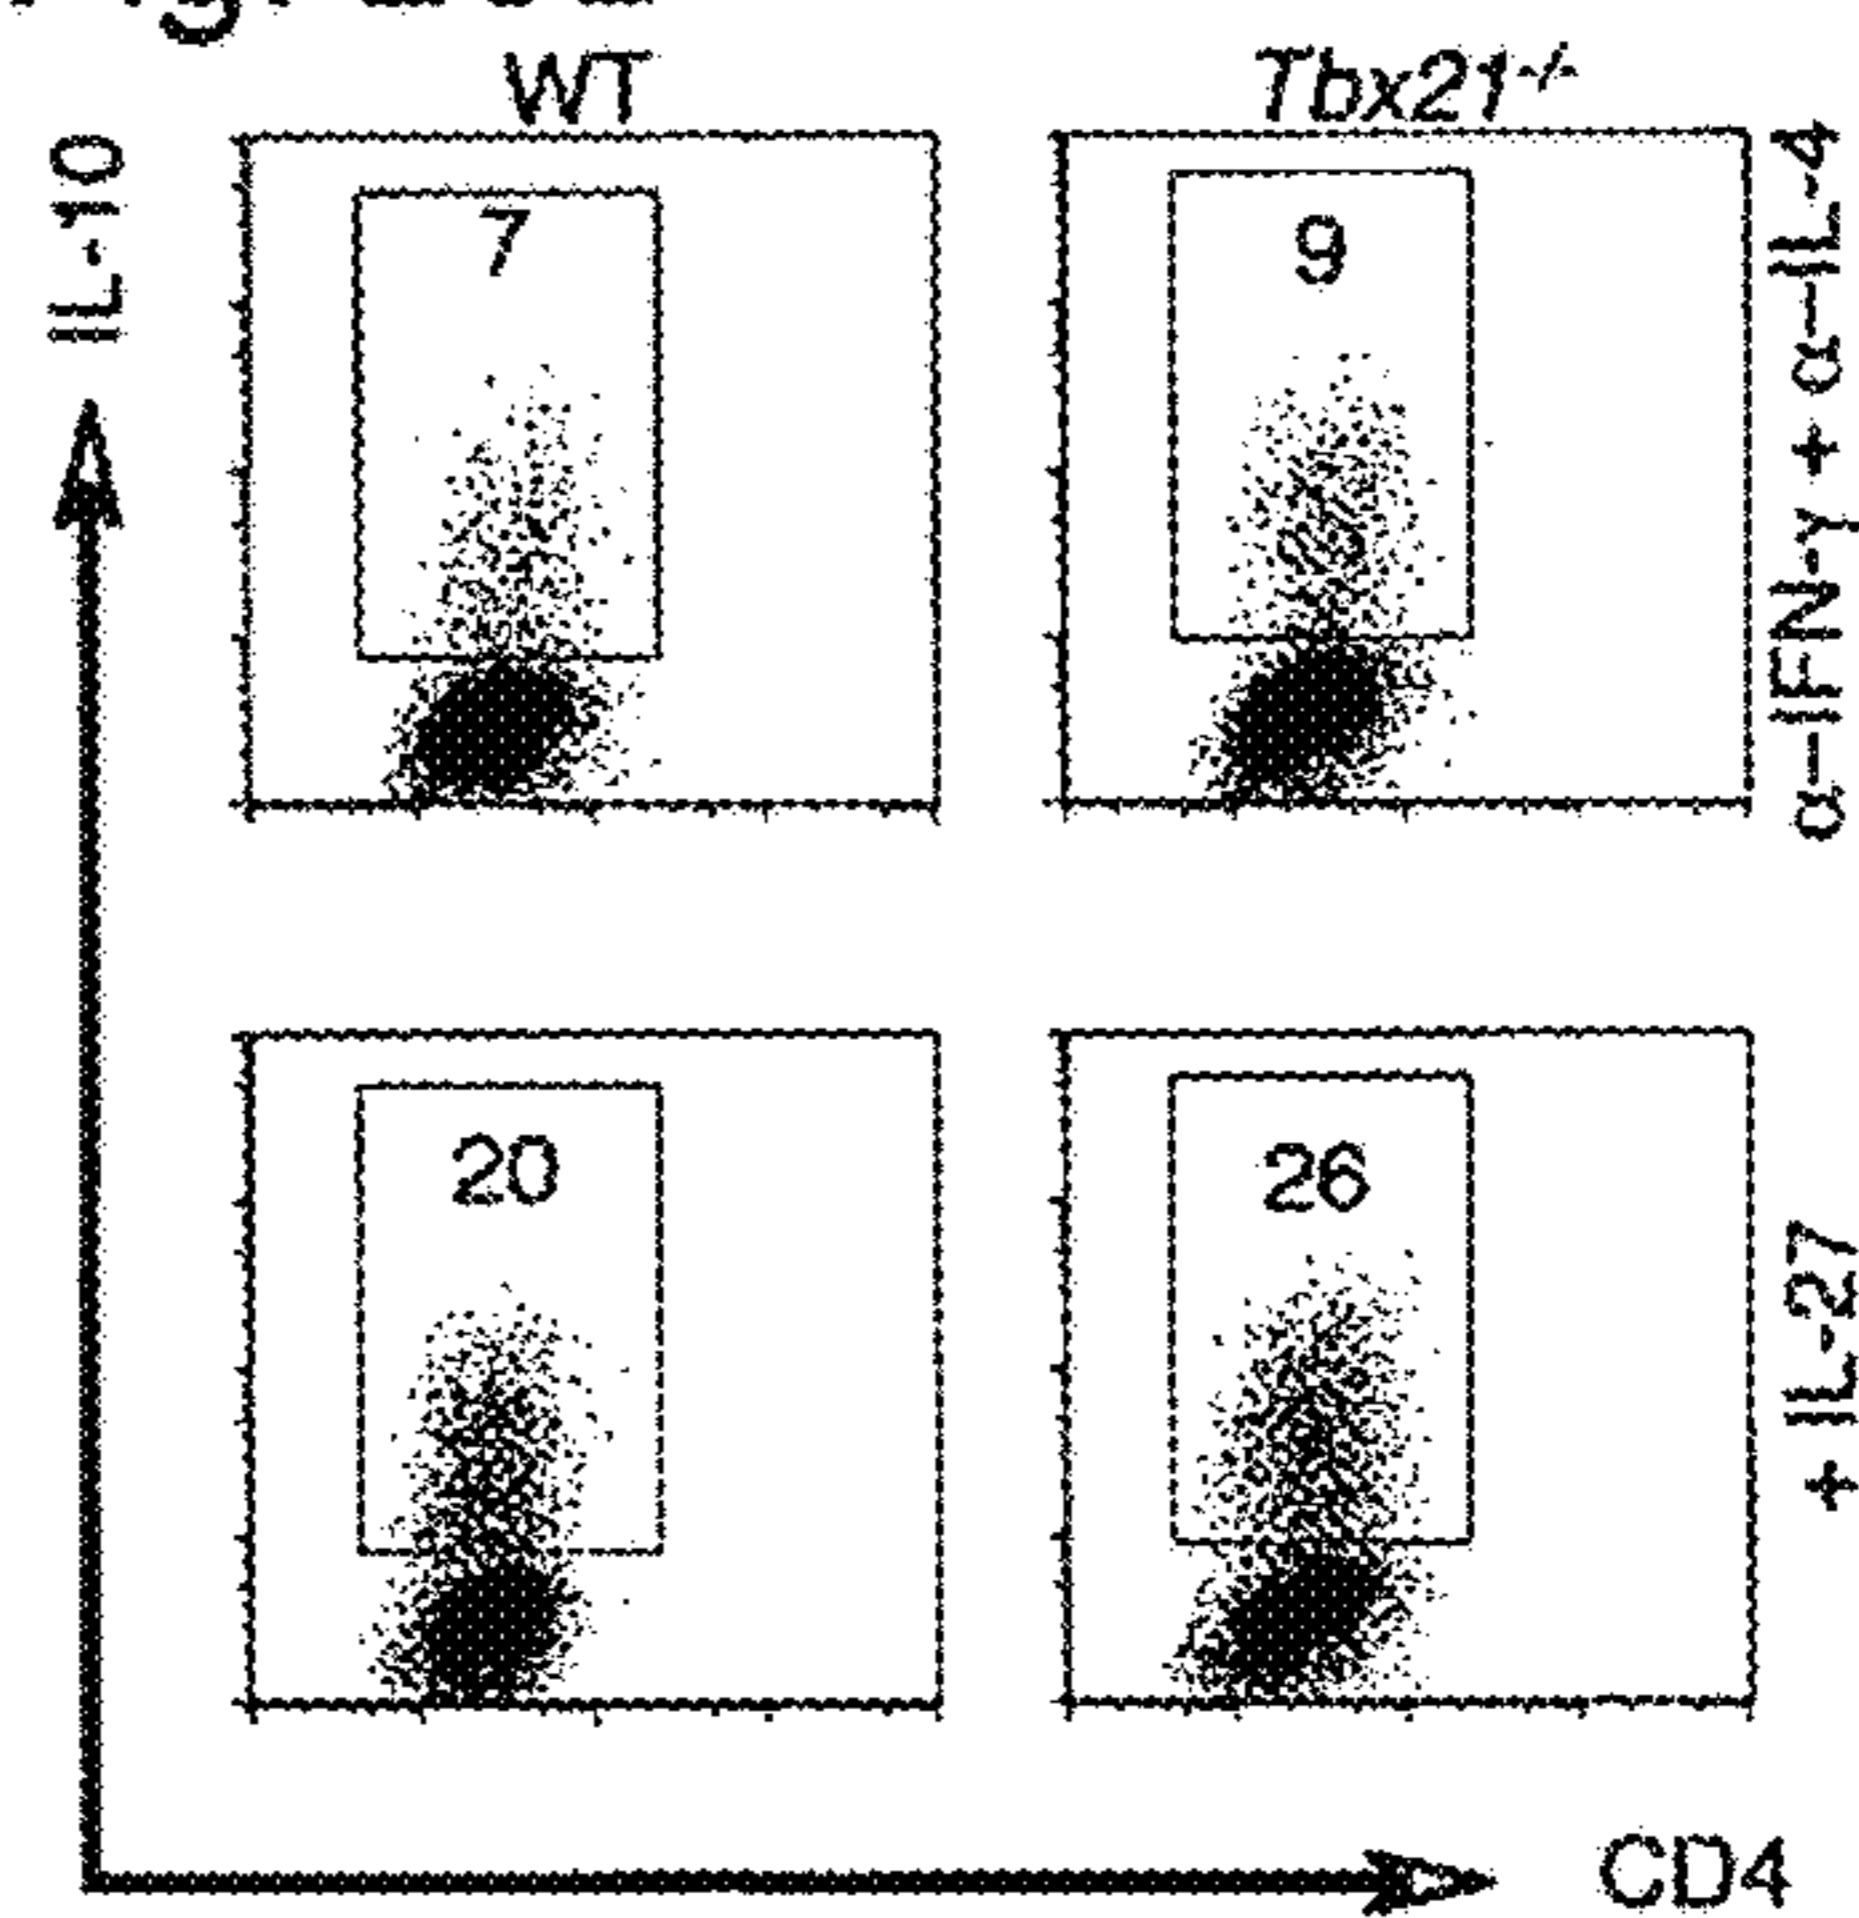 WT
Tbx21-/-
IL-10
7
9
α–IFN-γ + α–IL-4
20
26
+ IL-27
CD4